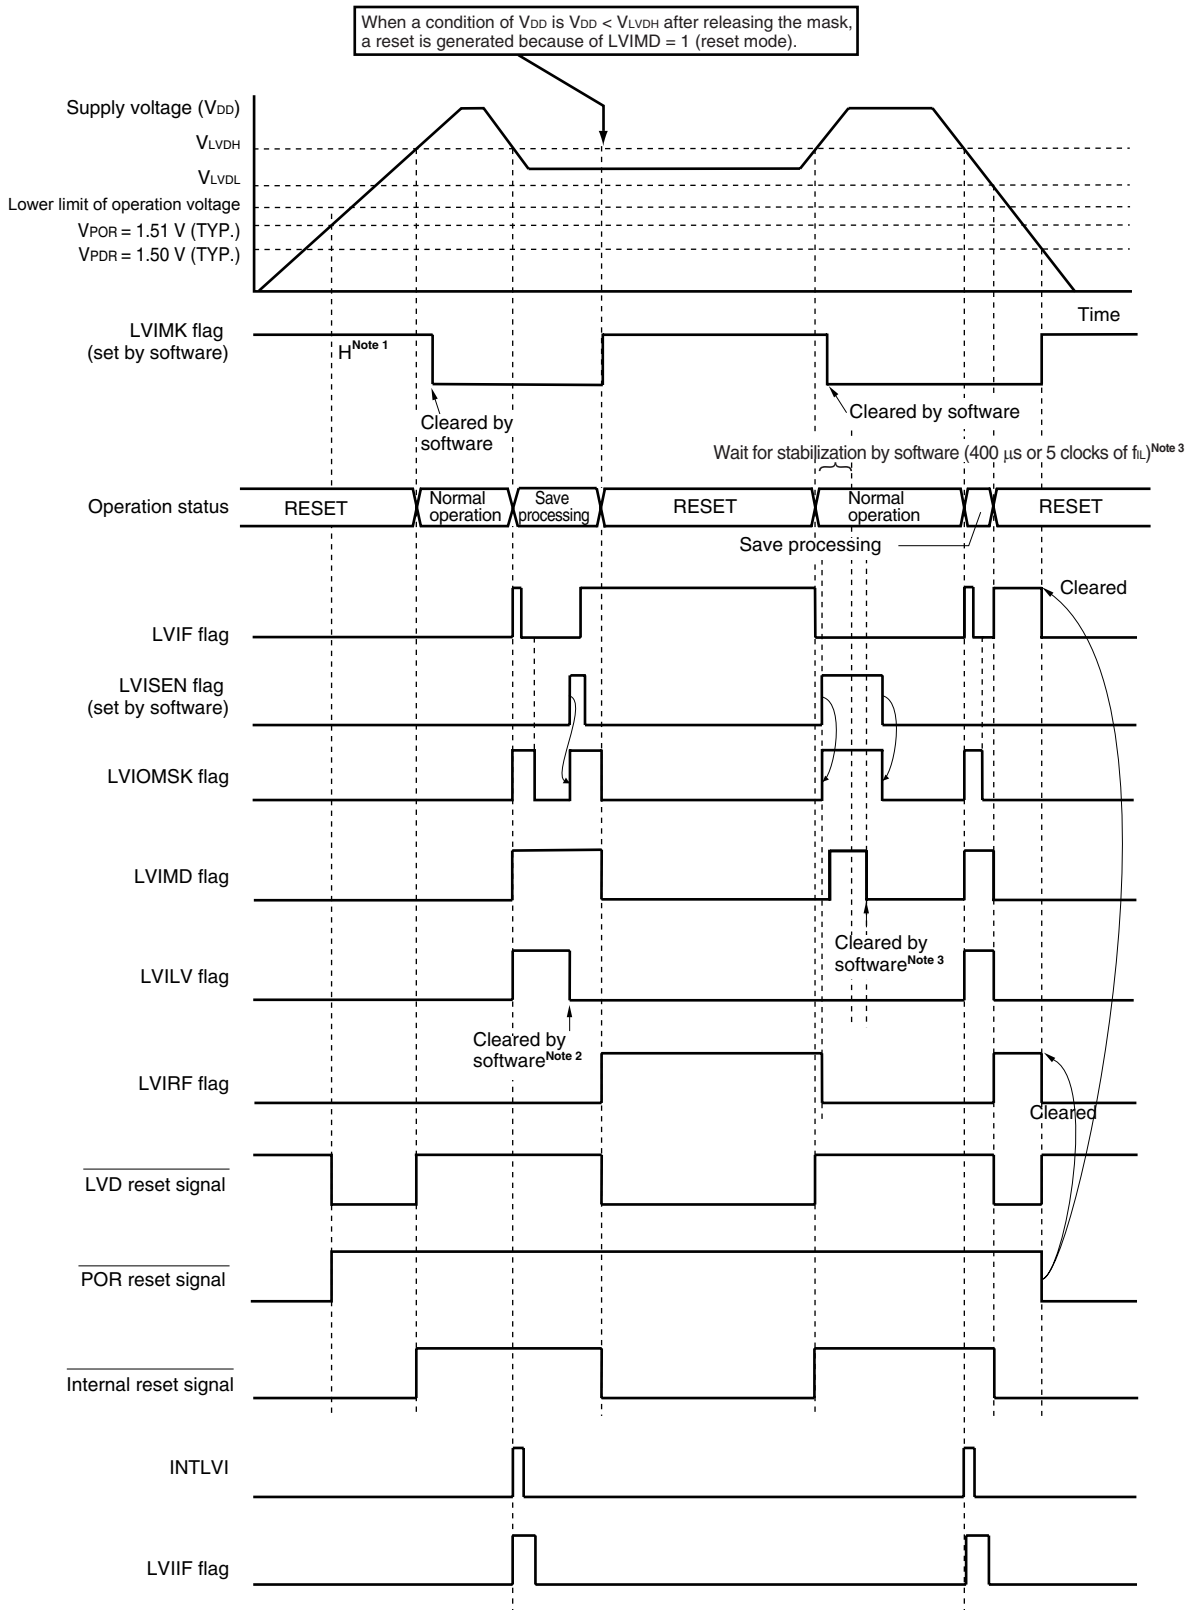 When a condition of VDD is VDD < VLVDH after releasing the mask,
a reset is generated because of LVIMD = 1 (reset mode).
Supply voltage (VDD)
VLVDH
VLVDL
Lower limit of operation voltage
VPOR = 1.51 V (TYP.)
VPDR = 1.50 V (TYP.)
Time
LVIMK flag
(set by software)
H Note 1
Cleared by
software
Cleared by software
Wait for stabilization by software (400 μs or 5 clocks of fIL) Note 3
Operation status
RESET
Normal
operation
Save
processing
RESET
Normal
operation
RESET
Save processing
Cleared
LVIF flag
LVISEN flag
(set by software)
LVIOMSK flag
LVIMD flag
Cleared by
software Note 3
LVILV flag
Cleared by
software Note 2
LVIRF flag
Cleared
LVD reset signal
POR reset signal
Internal reset signal
INTLVI
LVIIF flag